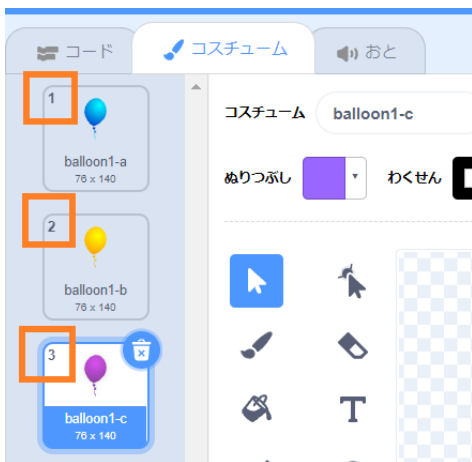 コード
コスチューム
おと
1
balloon1-a
76 x 140
2
balloon1-b
76 x 140
3
balloon1-c
76 x 140
コスチューム
balloon1-c
ぬりつぶし
わくせん
T